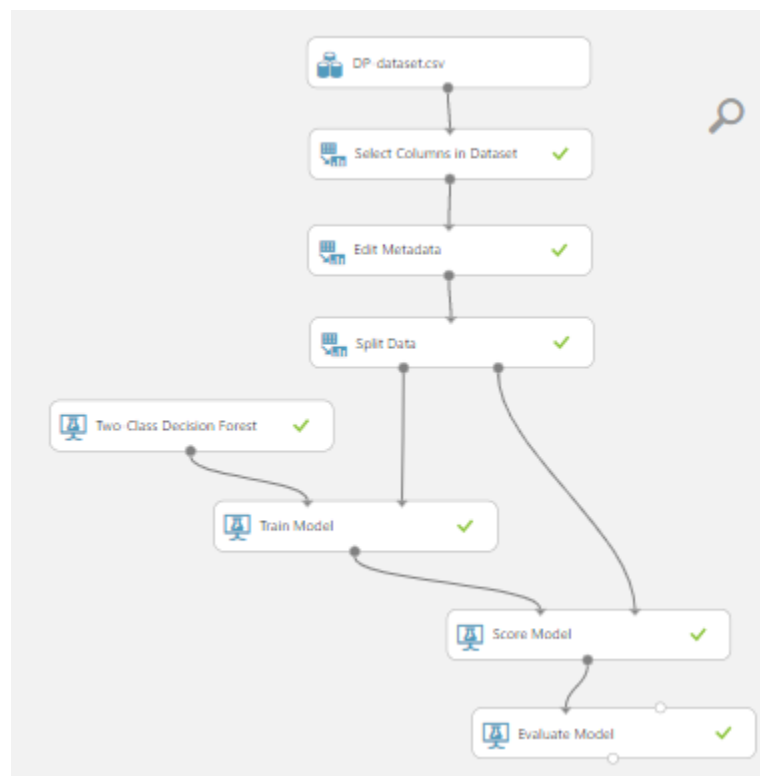 DP-dataset.csv
Select Columns in Dataset
Edit Metadata
Split Data
Two-Class Decision Forest
Train Model
Score Model
Evaluate Model